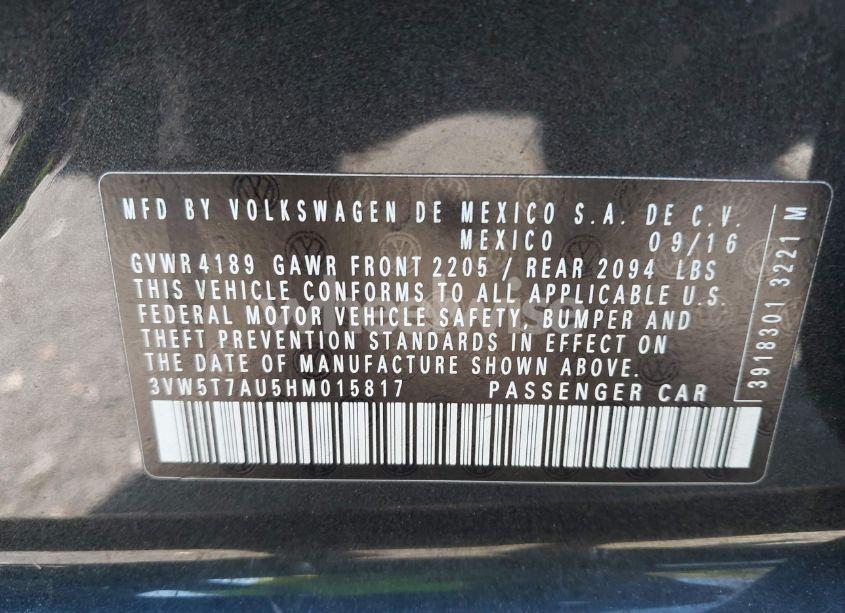 MFD BY VOLKSWAGEN DE MEXICO S.A. DE C.V.
MEXICO 09/16
GVWR 4189 GAWR FRONT 2205 / REAR 2094 LBS
THIS VEHICLE CONFORMS TO ALL APPLICABLE U.S.
FEDERAL MOTOR VEHICLE SAFETY, BUMPER AND
THEFT PREVENTION STANDARDS IN EFFECT ON
THE DATE OF MANUFACTURE SHOWN ABOVE.
3VW5T7AU5HM015817 PASSENGER CAR
3918301 3221 M